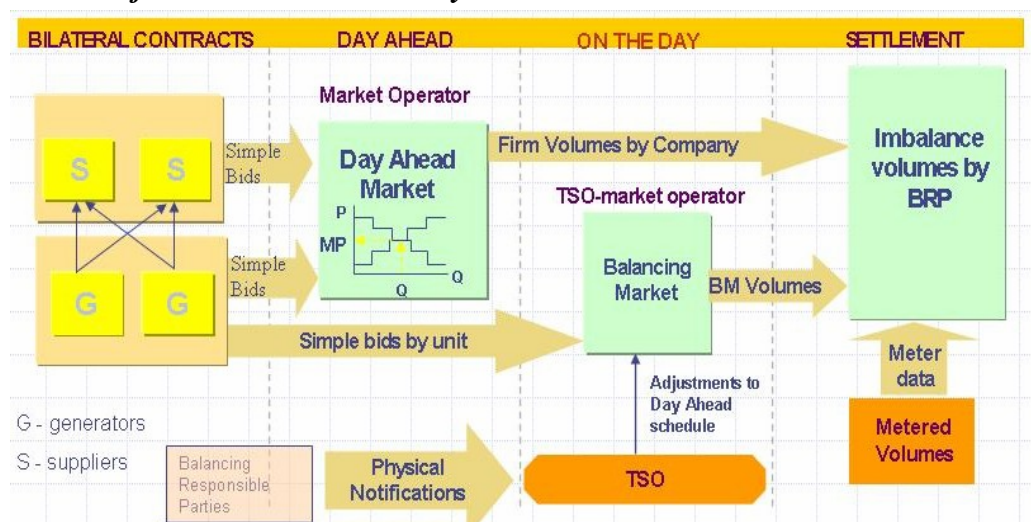 BILATERAL CONTRACTS
DAY AHEAD
ON THE DAY
SETTLEMENT
Market Operator
S
S
Simple
Bids
Day Ahead
Market
P
MP
Q
Q
Firm Volumes by Company
Imbalance
volumes by
BRP
TSO-market operator
G
G
Simple
Bids
Balancing
Market
BM Volumes
Simple bids by unit
Meter
data
Adjustments to
Day Ahead
schedule
G - generators
S - suppliers
Balancing
Responsible
Parties
Physical
Notifications
TSO
Metered
Volumes